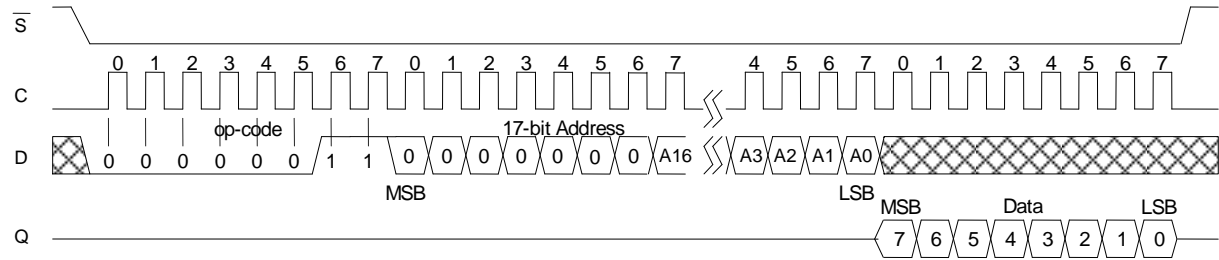 S
0 1 2 3 4 5 6 7 0 1 2 3 4 5 6 7 4 5 6 7 0 1 2 3 4 5 6 7
C
op-code 17-bit Address
D 0 0 0 0 0 0 1 1 0 0 0 0 0 0 0 A16 A3 A2 A1 A0
MSB LSB MSB Data LSB
Q 7 6 5 4 3 2 1 0